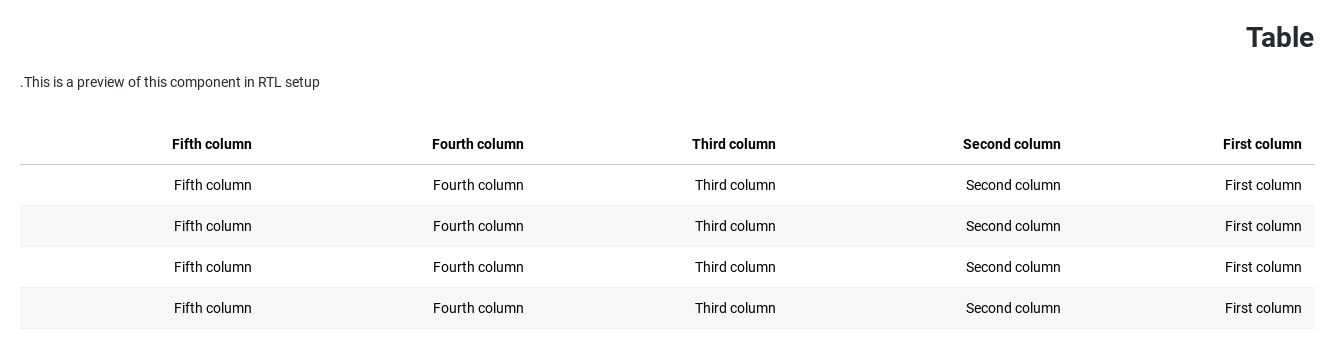 Table
.This is a preview of this component in RTL setup
Fifth column Fourth column Third column Second column First column
Fifth column Fourth column Third column Second column First column
Fifth column Fourth column Third column Second column First column
Fifth column Fourth column Third column Second column First column
Fifth column Fourth column Third column Second column First column